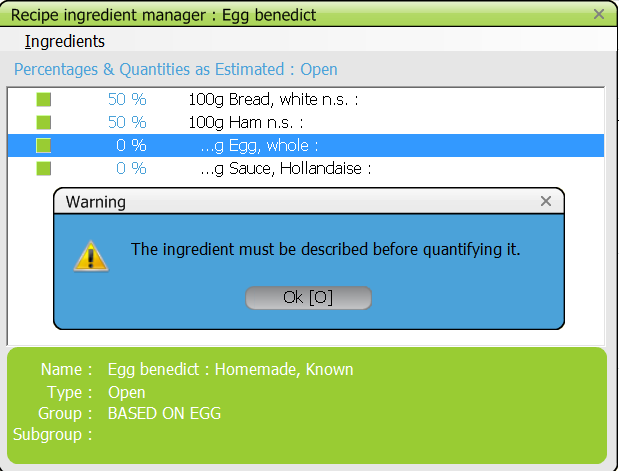 Recipe ingredient manager : Egg benedict
Ingredients
Percentages & Quantities as Estimated : Open
50 % 100g Bread, white n.s. :
50 % 100g Ham n.s. :
0 % ...g Egg, whole :
0 % ...g Sauce, Hollandaise :
Warning
The ingredient must be described before quantifying it.
Ok [O]
Name : Egg benedict : Homemade, Known
Type : Open
Group : BASED ON EGG
Subgroup :